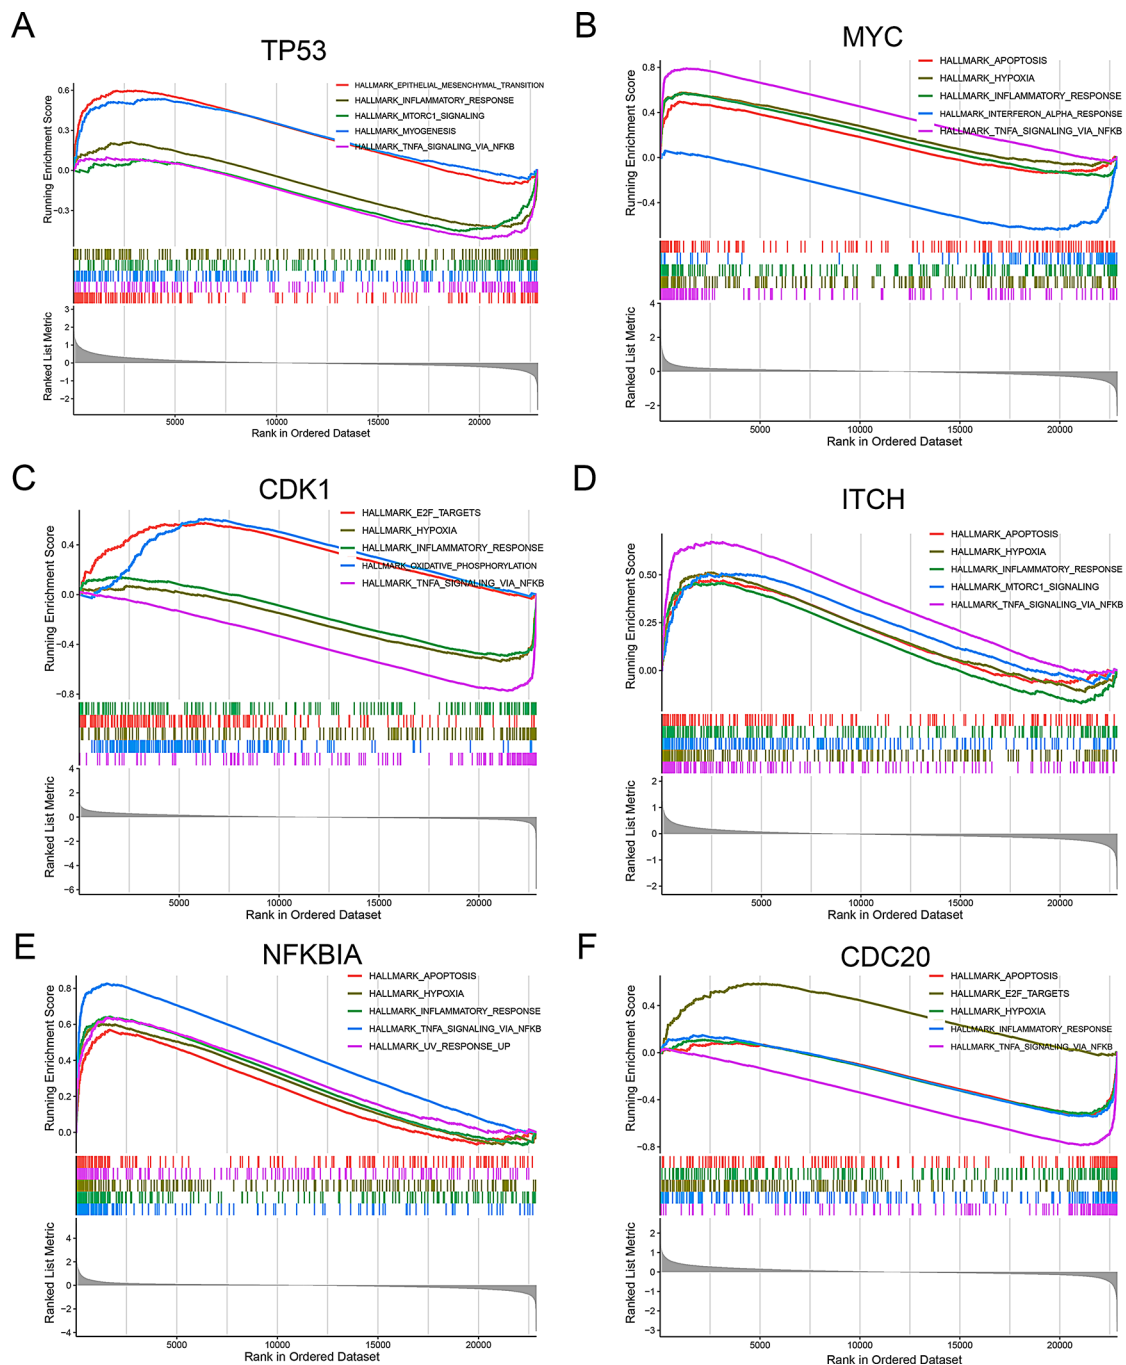 A
TP53
Running Enrichment Score
0.6
0.3
0.0
−0.3
HALLMARK_EPITHELIAL_MESENCHYMAL_TRANSITION
HALLMARK_INFLAMMATORY_RESPONSE
HALLMARK_MTORC1_SIGNALING
HALLMARK_MYOGENESIS
HALLMARK_TNFA_SIGNALING_VIA_NFKB
Ranked List Metric
3
2
1
0
−1
−2
5000 10000 15000 20000
Rank in Ordered Dataset
B
MYC
Running Enrichment Score
0.8
0.4
0.0
−0.4
HALLMARK_APOPTOSIS
HALLMARK_HYPOXIA
HALLMARK_INFLAMMATORY_RESPONSE
HALLMARK_INTERFERON_ALPHA_RESPONSE
HALLMARK_TNFA_SIGNALING_VIA_NFKB
Ranked List Metric
4
2
0
−2
5000 10000 15000 20000
Rank in Ordered Dataset
C
CDK1
Running Enrichment Score
0.4
0.0
−0.4
−0.8
HALLMARK_E2F_TARGETS
HALLMARK_HYPOXIA
HALLMARK_INFLAMMATORY_RESPONSE
HALLMARK_OXIDATIVE_PHOSPHORYLATION
HALLMARK_TNFA_SIGNALING_VIA_NFKB
Ranked List Metric
4
2
0
−2
−4
−6
5000 10000 15000 20000
Rank in Ordered Dataset
D
ITCH
Running Enrichment Score
0.50
0.25
0.00
HALLMARK_APOPTOSIS
HALLMARK_HYPOXIA
HALLMARK_INFLAMMATORY_RESPONSE
HALLMARK_MTORC1_SIGNALING
HALLMARK_TNFA_SIGNALING_VIA_NFKB
Ranked List Metric
2
1
0
−1
−2
5000 10000 15000 20000
Rank in Ordered Dataset
E
NFKBIA
Running Enrichment Score
0.8
0.6
0.4
0.2
0.0
HALLMARK_APOPTOSIS
HALLMARK_HYPOXIA
HALLMARK_INFLAMMATORY_RESPONSE
HALLMARK_TNFA_SIGNALING_VIA_NFKB
HALLMARK_UV_RESPONSE_UP
Ranked List Metric
4
2
0
−2
−4
5000 10000 15000 20000
Rank in Ordered Dataset
F
CDC20
Running Enrichment Score
0.4
0.0
−0.4
−0.8
HALLMARK_APOPTOSIS
HALLMARK_E2F_TARGETS
HALLMARK_HYPOXIA
HALLMARK_INFLAMMATORY_RESPONSE
HALLMARK_TNFA_SIGNALING_VIA_NFKB
Ranked List Metric
2
1
0
−1
−2
−3
5000 10000 15000 20000
Rank in Ordered Dataset